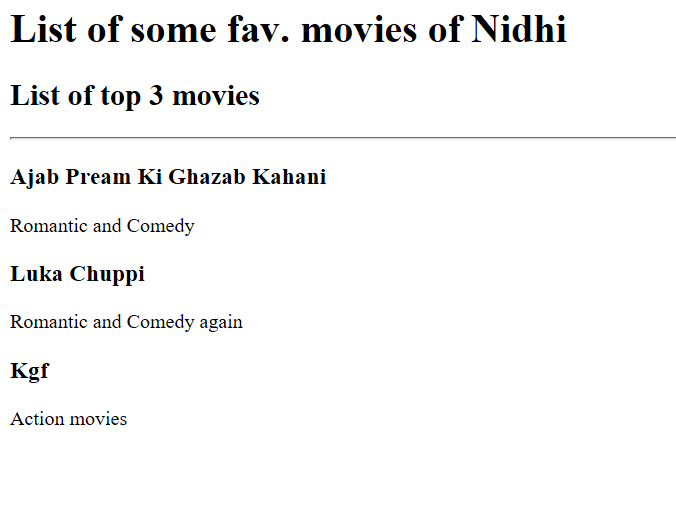 List of some fav. movies of Nidhi
List of top 3 movies
Ajab Pream Ki Ghazab Kahani
Romantic and Comedy
Luka Chuppi
Romantic and Comedy again
Kgf
Action movies